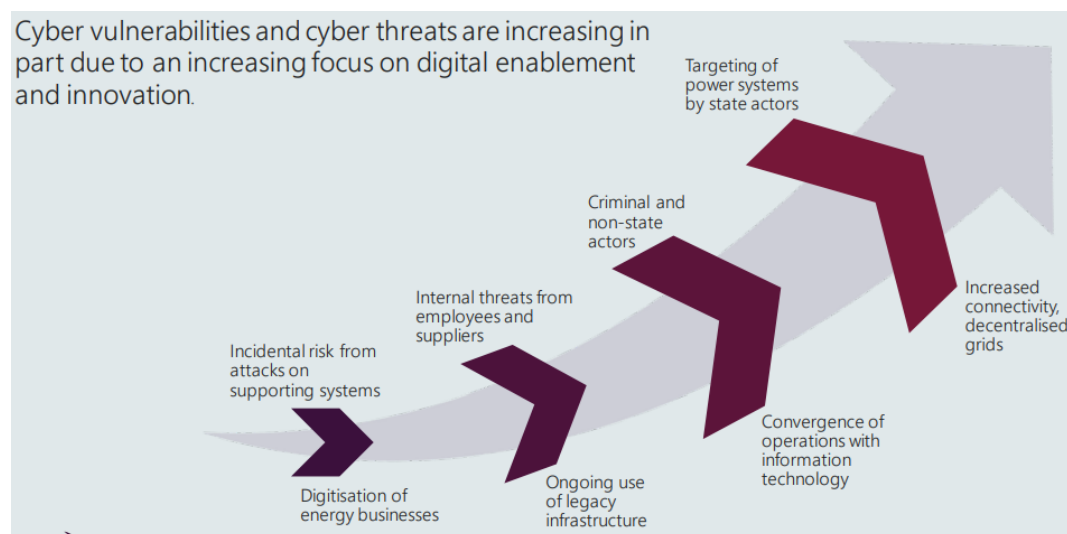 Cyber vulnerabilities and cyber threats are increasing in
part due to an increasing focus on digital enablement
and innovation.
Targeting of
power systems
by state actors
Criminal and
non-state
actors
Internal threats from
employees and
suppliers
Incidental risk from
attacks on
supporting systems
Increased
connectivity,
decentralised
grids
Convergence of
operations with
information
technology
Ongoing use
of legacy
infrastructure
Digitisation of
energy businesses